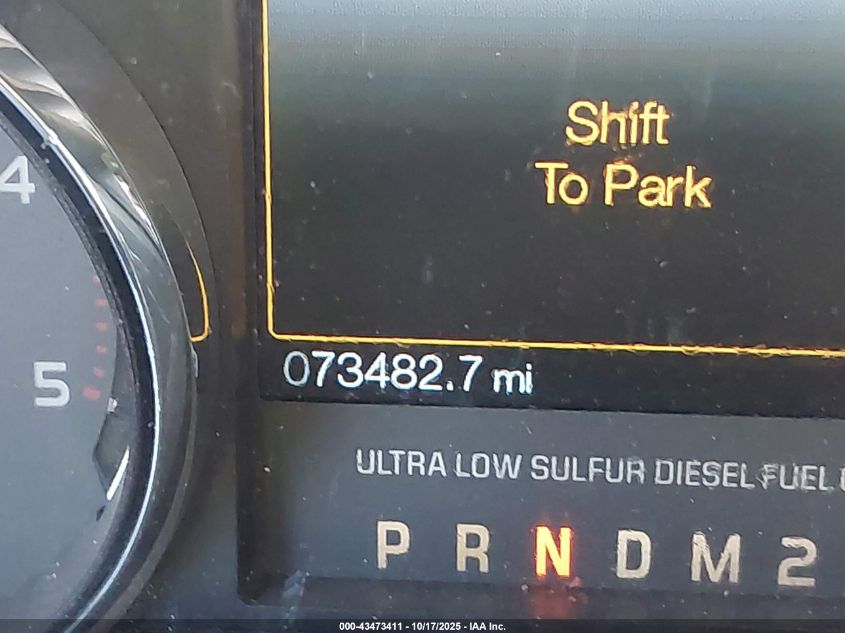 Shift
To Park
4
5
073482.7 mi
ULTRA LOW SULFUR DIESEL FUEL
P R N D M 2
000-43473411 - 10/17/2025 - IAA Inc.